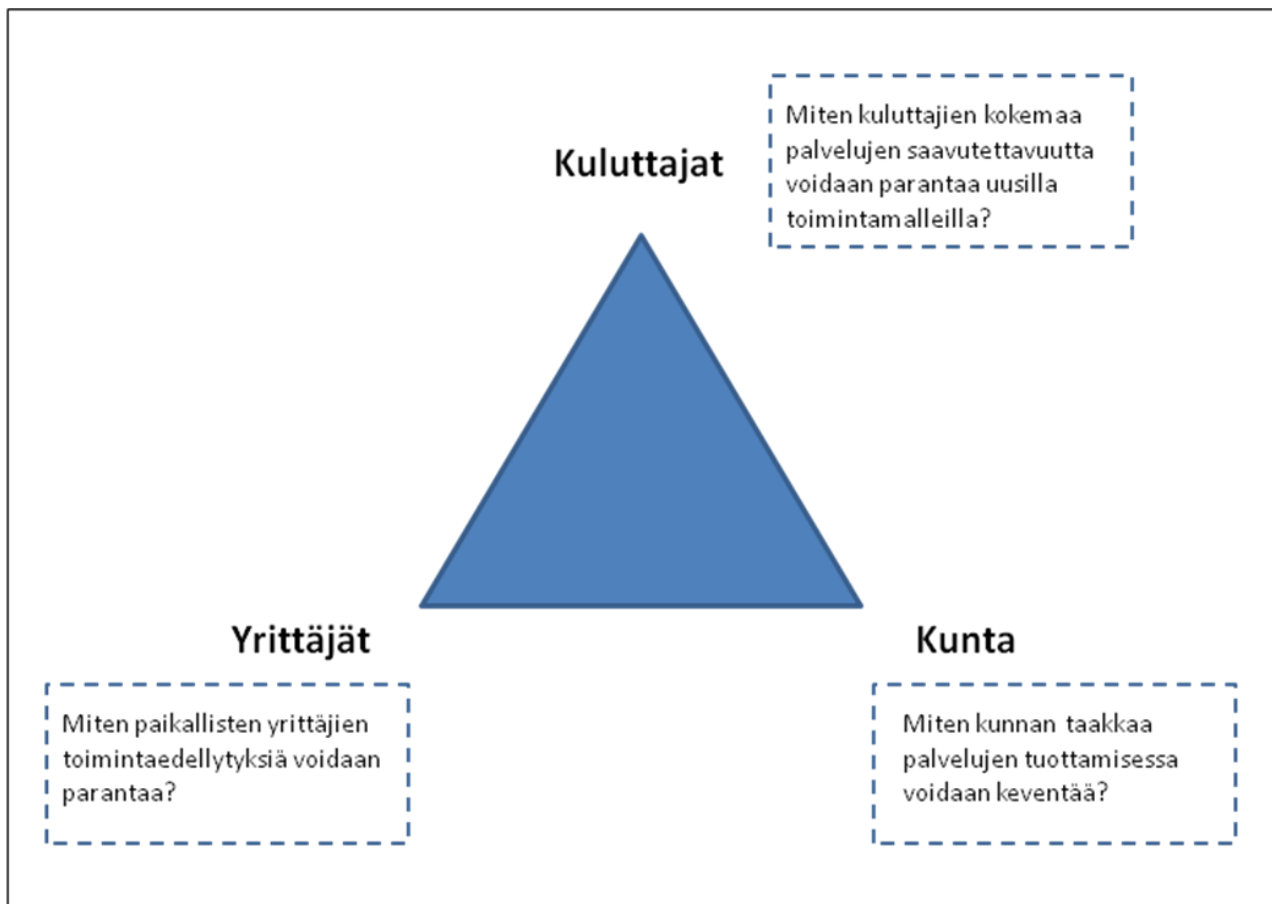 Kuluttajat
Miten kuluttajien kokemaa
palvelujen saavutettavuutta
voidaan parantaa uusilla
toimintamalleilla?
Yrittäjät
Miten paikallisten yrittäjien
toimintaedellytyksiä voidaan
parantaa?
Kunta
Miten kunnan taakkaa
palvelujen tuottamisessa
voidaan keventää?